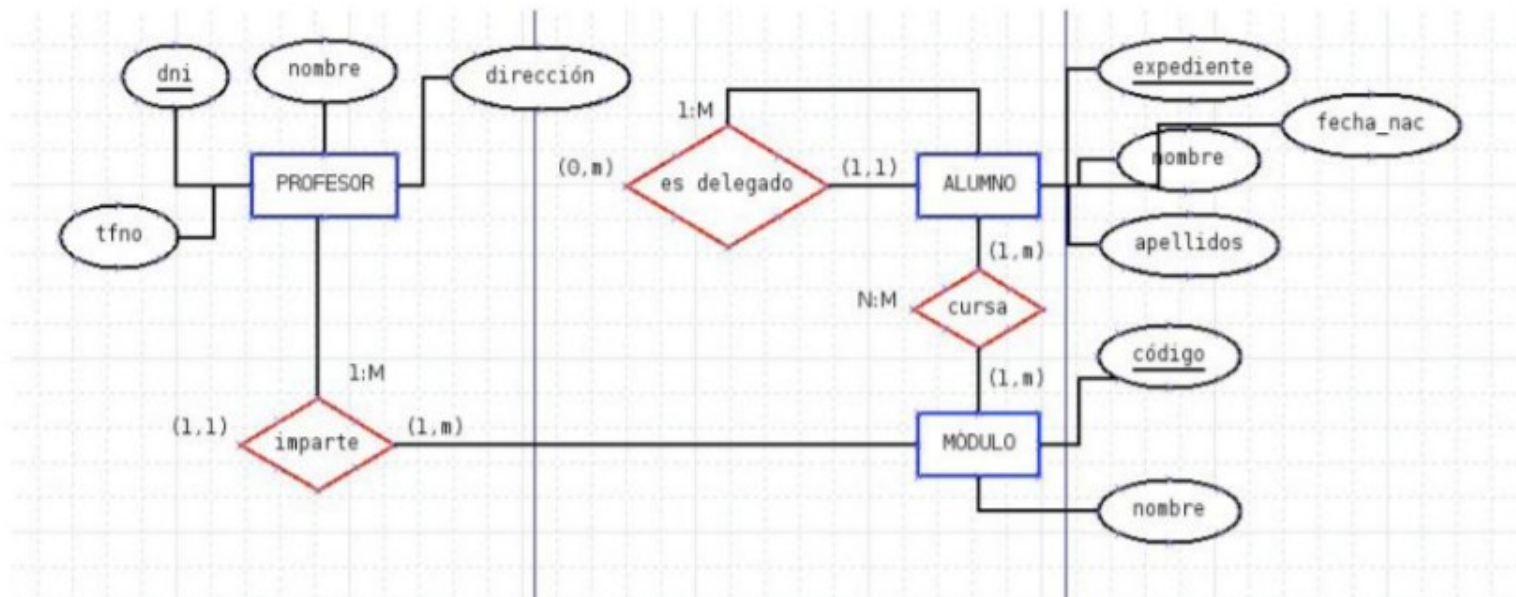 dni
nombre
dirección
PROFESOR
tfno
1:M
(0,m)
es delegado
(1,1)
ALUMNO
expediente
fecha_nac
nombre
apellidos
(1,m)
N:M
cursa
(1,m)
código
1:M
(1,1)
imparte
(1,m)
MÓDULO
nombre